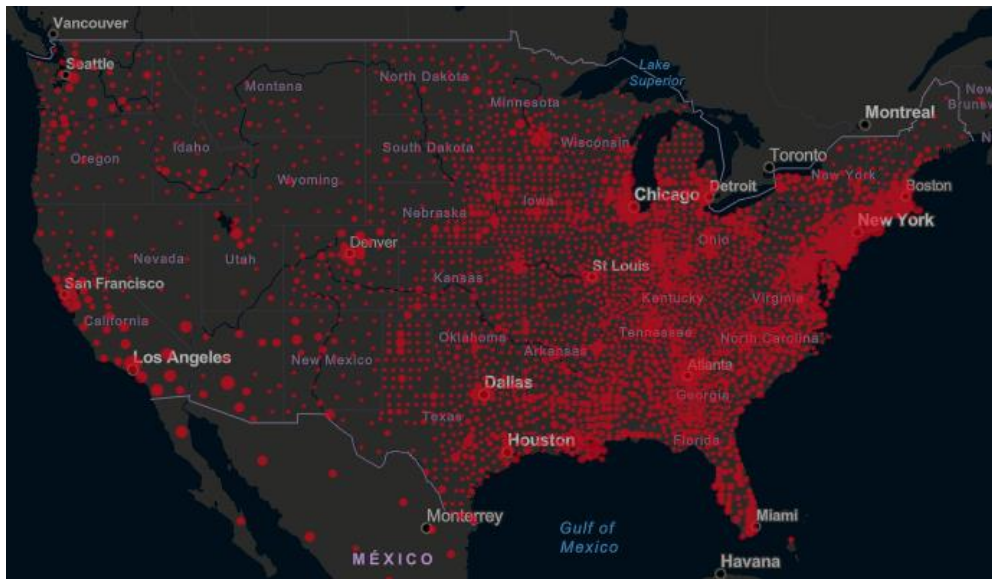 Vancouver
Seattle
Lake
Superior
North Dakota
Montana
Minnesota
Montreal
New
Brunsw
N
Wisconsin
Toronto
South Dakota
Oregon
Idaho
New York
Wyoming
Chicago
Detroit
Boston
Iowa
Nebraska
New York
Denver
Ohio
Nevada
Utah
St Louis
Kansas
San Francisco
Kentucky
Virginia
California
Tennessee
North Carolina
Oklahoma
Arkansas
Los Angeles
New Mexico
Atlanta
Dallas
Georgia
Texas
Houston
Florida
Monterrey
Miami
Gulf of
Mexico
MÉXICO
Havana